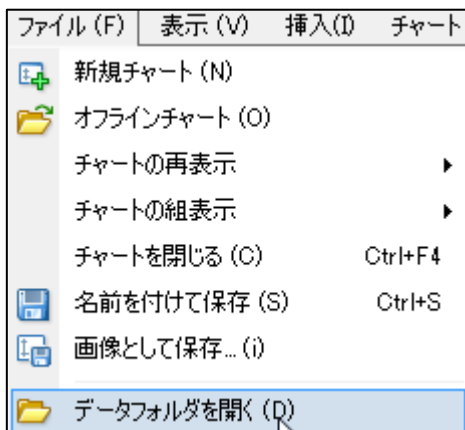 ファイル(F) 表示(V) 挿入(I) チャート
新規チャート(N)
オフラインチャート(O)
チャートの再表示
チャートの組表示
チャートを閉じる(C) Ctrl+F4
名前を付けて保存(S) Ctrl+S
画像として保存...(i)
データフォルダを開く(D)